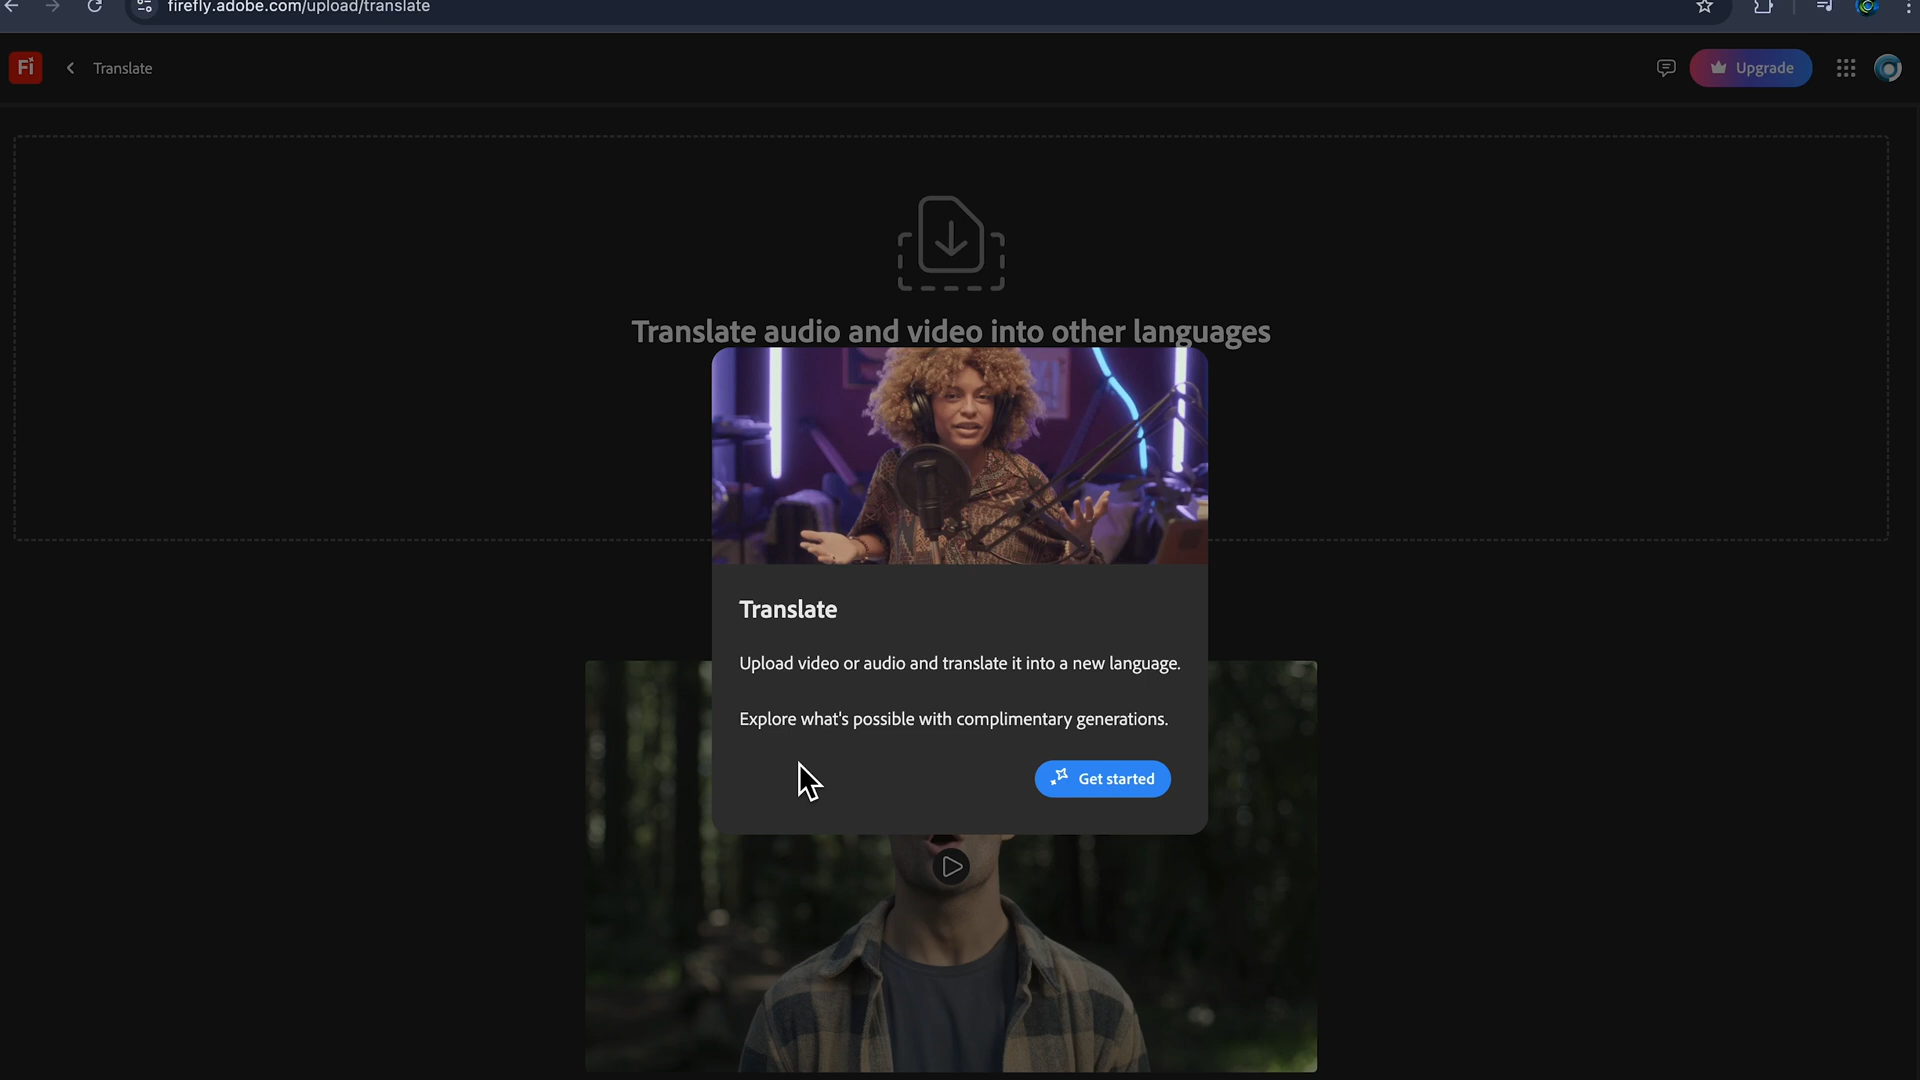 firefly.adobe.com/upload/translate
Fi
Translate
Upgrade
Translate audio and video into other languages
Translate
Upload video or audio and translate it into a new language.
Explore what's possible with complimentary generations.
Get started